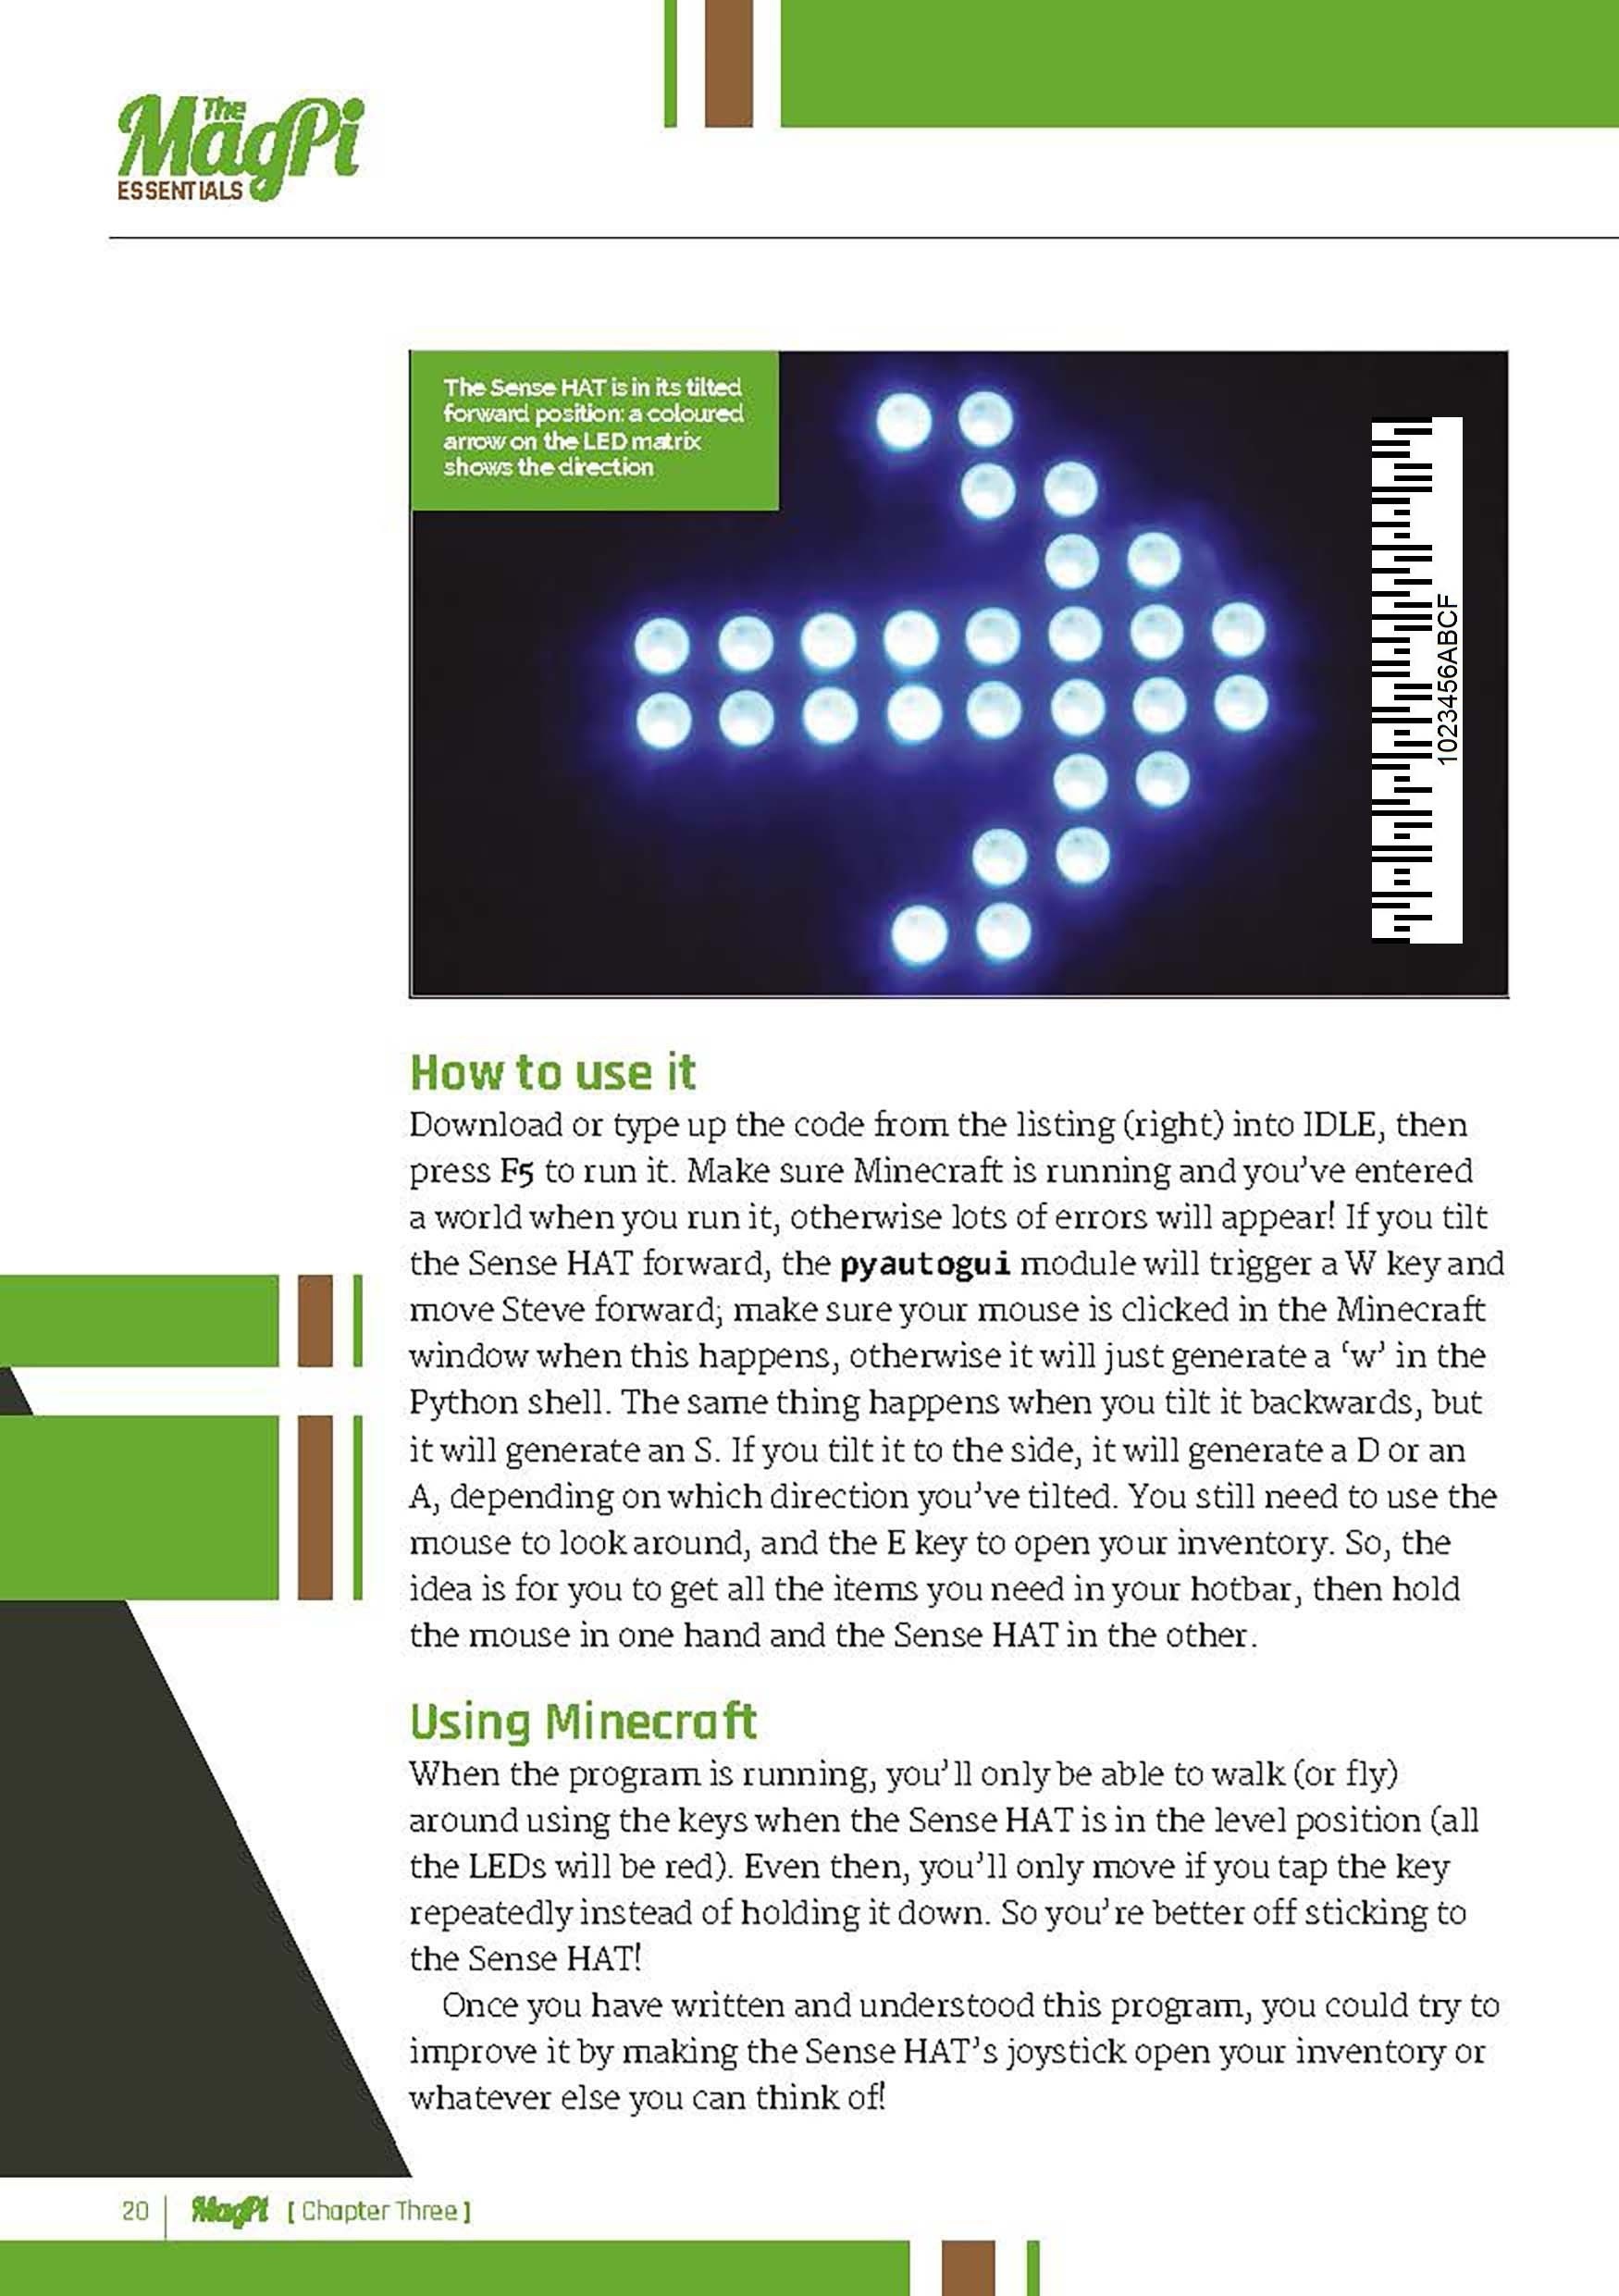 The
MagPi
ESSENTIALS
The Sense HAT is in its tilted
forward position: a coloured
arrow on the LED matrix
shows the direction
1023456ABCF
How to use it
Download or type up the code from the listing (right) into IDLE, then
press F5 to run it. Make sure Minecraft is running and you've entered
a world when you run it, otherwise lots of errors will appear! If you tilt
the Sense HAT forward, the pyautogui module will trigger a W key and
move Steve forward; make sure your mouse is clicked in the Minecraft
window when this happens, otherwise it will just generate a ‘w’ in the
Python shell. The same thing happens when you tilt it backwards, but
it will generate an S. If you tilt it to the side, it will generate a D or an
A, depending on which direction you've tilted. You still need to use the
mouse to look around, and the E key to open your inventory. So, the
idea is for you to get all the items you need in your hotbar, then hold
the mouse in one hand and the Sense HAT in the other.
Using Minecraft
When the program is running, you'll only be able to walk (or fly)
around using the keys when the Sense HAT is in the level position (all
the LEDs will be red). Even then, you'll only move if you tap the key
repeatedly instead of holding it down. So you're better off sticking to
the Sense HAT!
Once you have written and understood this program, you could try to
improve it by making the Sense HAT's joystick open your inventory or
whatever else you can think of!
20
MagPi
[ Chapter Three ]